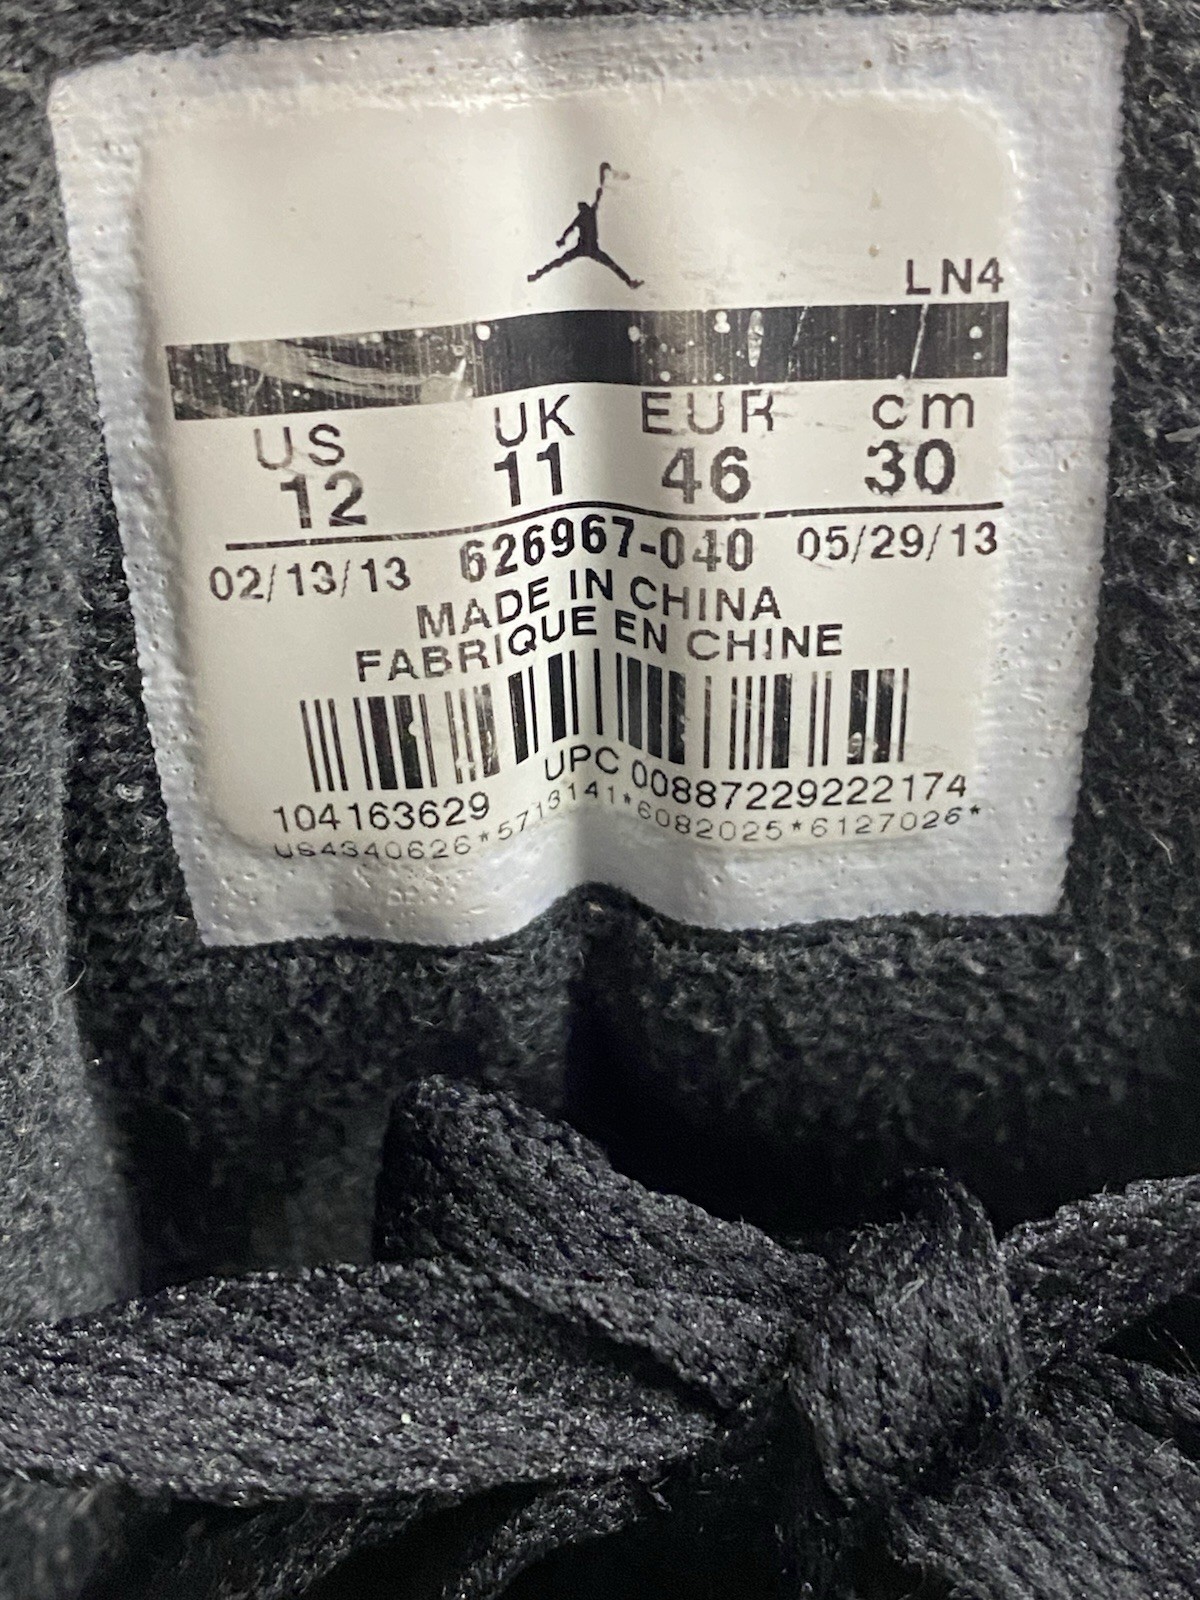 LN4
US UK EUR cm
12 11 46 30
02/13/13 626967-040 05/29/13
MADE IN CHINA
FABRIQUE EN CHINE
104163629 UPC 00887229222174
US4340626*5713141*6082025*6127026*